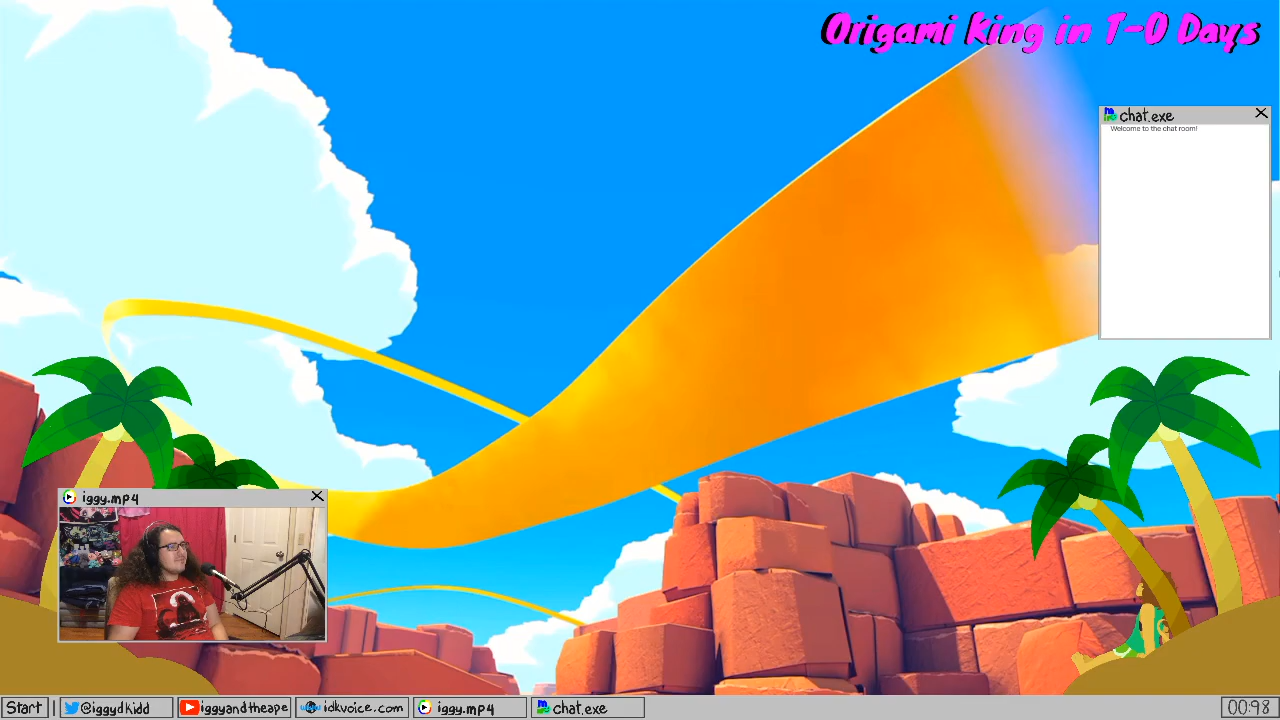 Origami King in T-0 Days
chat.exe
Welcome to the chat room!
iggy.mp4
Start
@iggydkidd
iggyandtheape
idkvoice.com
iggy.mp4
chat.exe
00:98